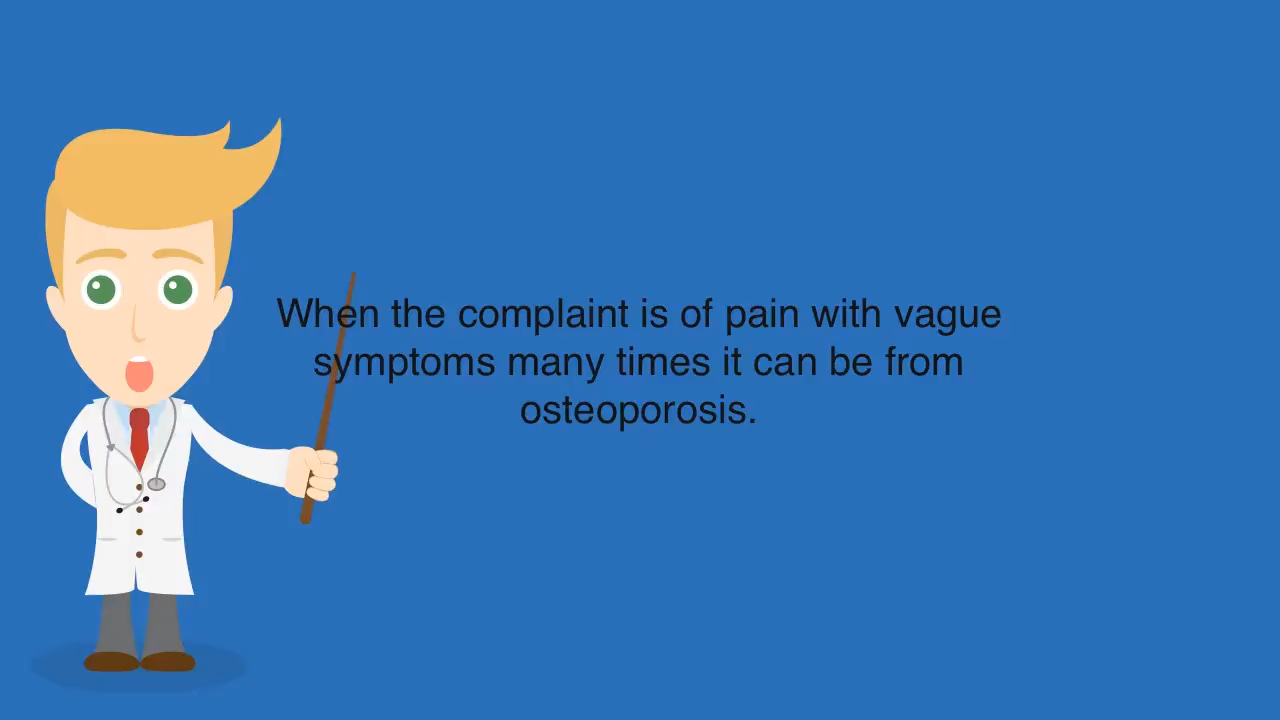 When the complaint is of pain with vague
symptoms many times it can be from
osteoporosis.